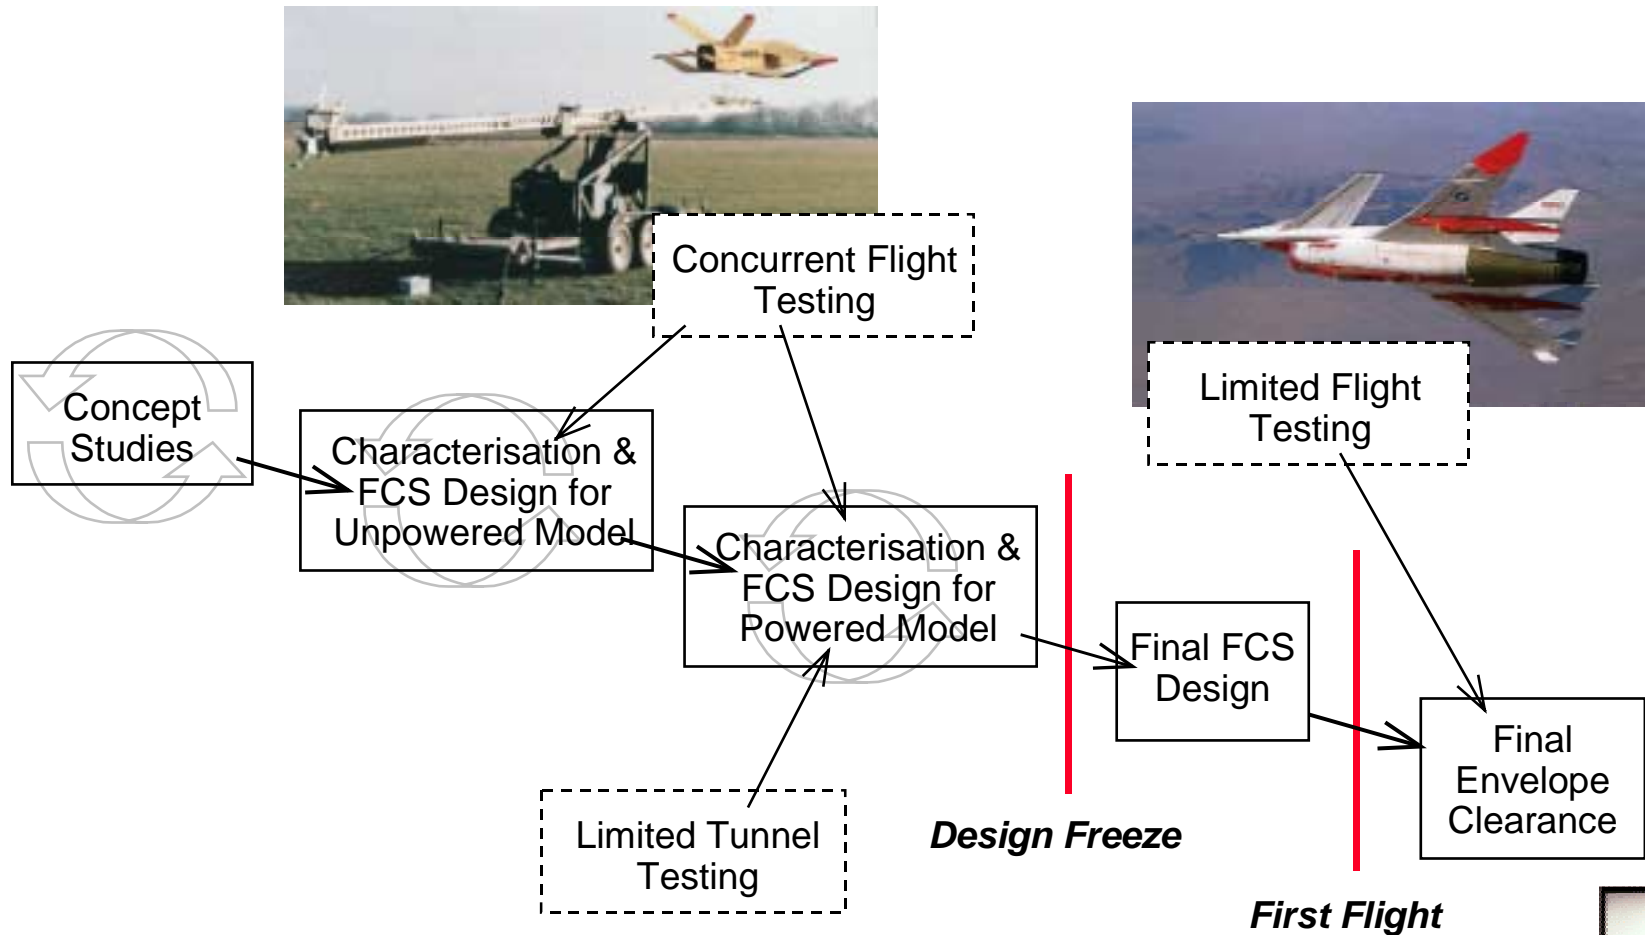 Concurrent Flight
Testing
Limited Flight
Testing
Concept
Studies
Characterisation &
FCS Design for
Unpowered Model
Characterisation &
FCS Design for
Powered Model
Final FCS
Design
Final
Envelope
Clearance
Limited Tunnel
Testing
Design Freeze
First Flight